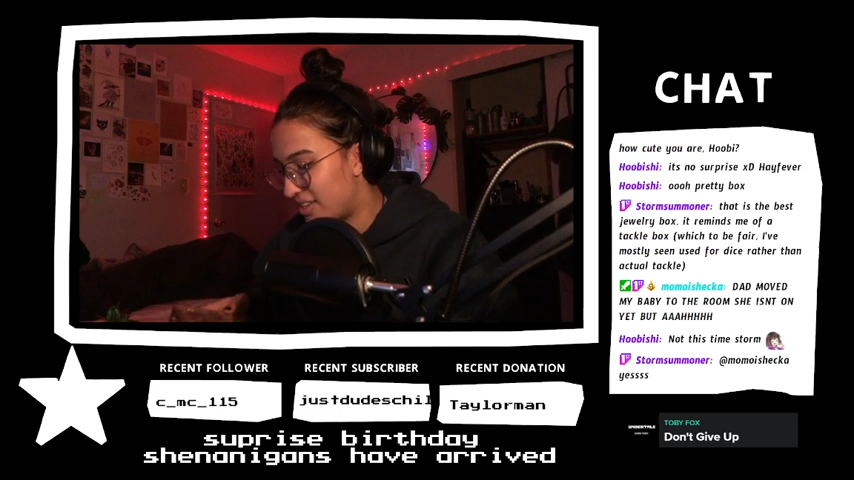 CHAT
how cute you are, Hoobi?
Hoobishi: its no surprise xD Hayfever
Hoobishi: oooh pretty box
Stormsummoner: that is the best
jewelry box. it reminds me of a
tackle box (which to be fair, I've
mostly seen used for dice rather than
actual tackle)
momoishecka: DAD MOVED
MY BABY TO THE ROOM SHE ISNT ON
YET BUT AAAHHHHH
Hoobishi: Not this time storm
Stormsummoner: @momoishecka
yessss
RECENT FOLLOWER
c_mc_115
RECENT SUBSCRIBER
justdudeschil
RECENT DONATION
Taylorman
suprise birthday
shenanigans have arrived
UNDERTALE
TOBY FOX
Don't Give Up